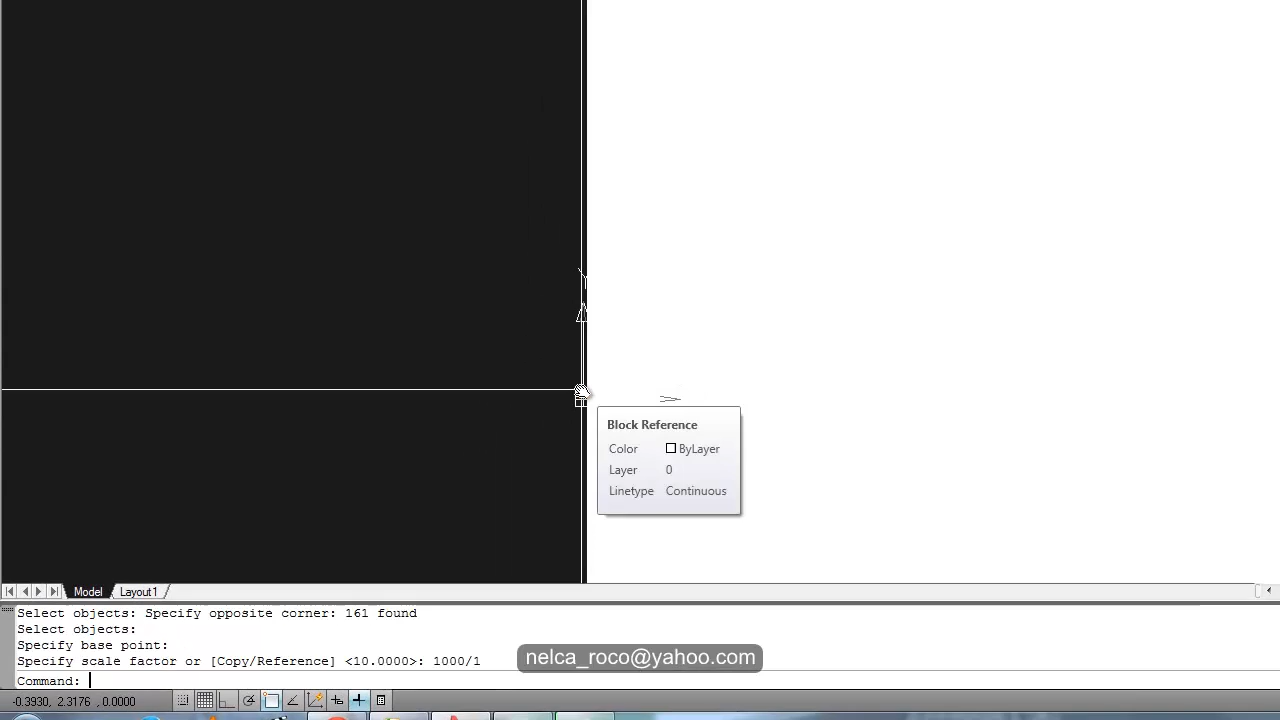 Y
Block Reference
Color ByLayer
Layer 0
Linetype Continuous
Model Layout1
Select objects: Specify opposite corner: 161 found
Select objects:
Specify base point:
Specify scale factor or [Copy/Reference] <10.0000>: 1000/1
nelca_roco@yahoo.com
Command:
-0.3930, 2.3176 , 0.0000